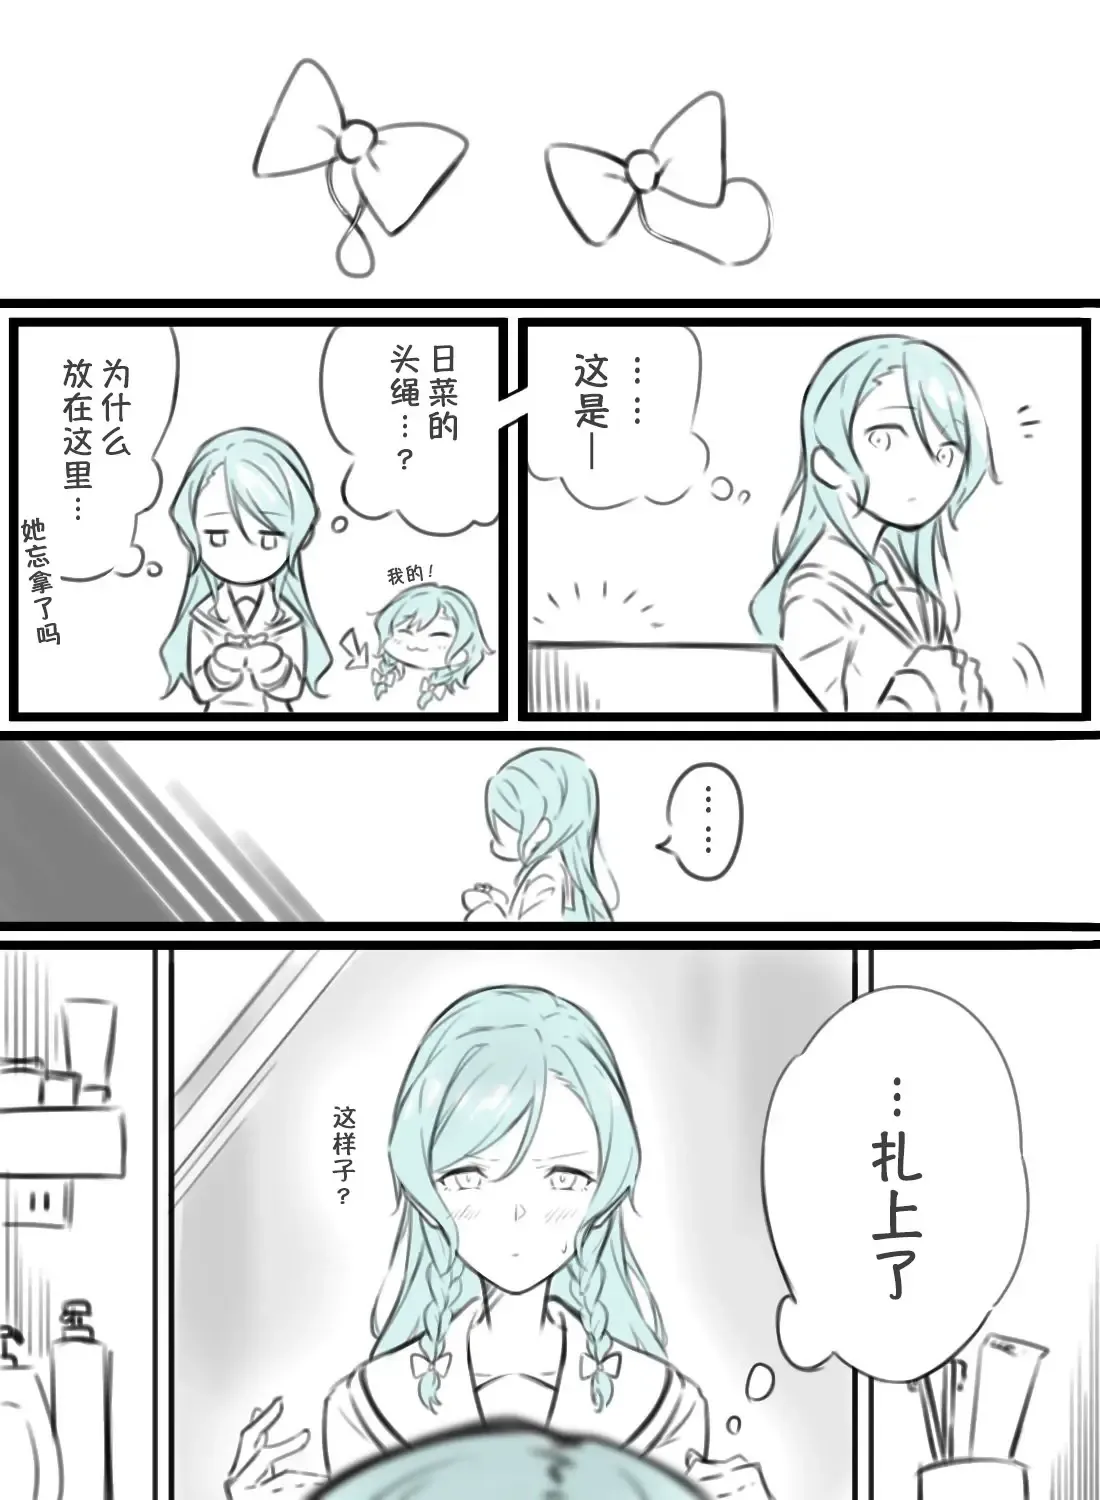 ……
这是—
日菜的
头绳…？
我的！
为什么
放在这里…
她忘拿了吗
……
…扎上了
这样子？